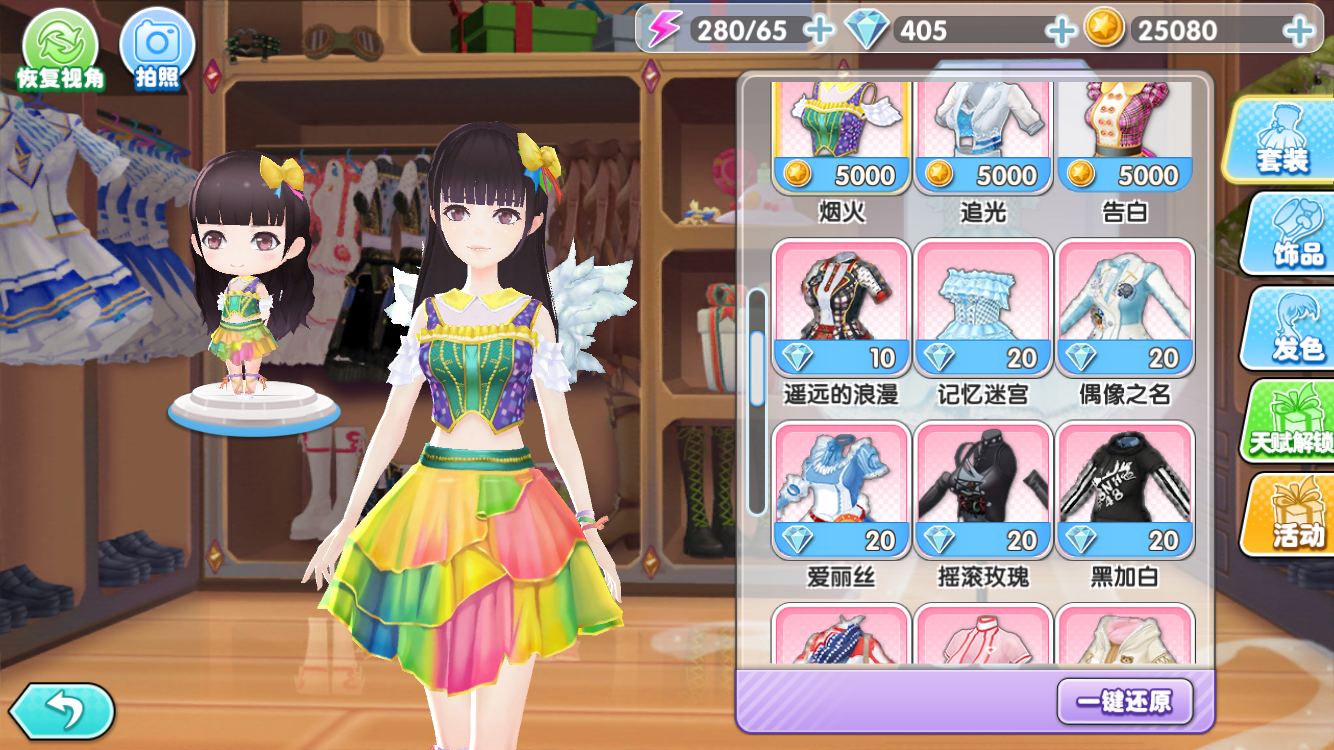 280/65
405
25080
恢复视角
拍照
5000
5000
5000
烟火
追光
告白
10
20
20
遥远的浪漫
记忆迷宫
偶像之名
20
20
20
爱丽丝
摇滚玫瑰
黑加白
套装
饰品
发色
天赋解锁
活动
一键还原